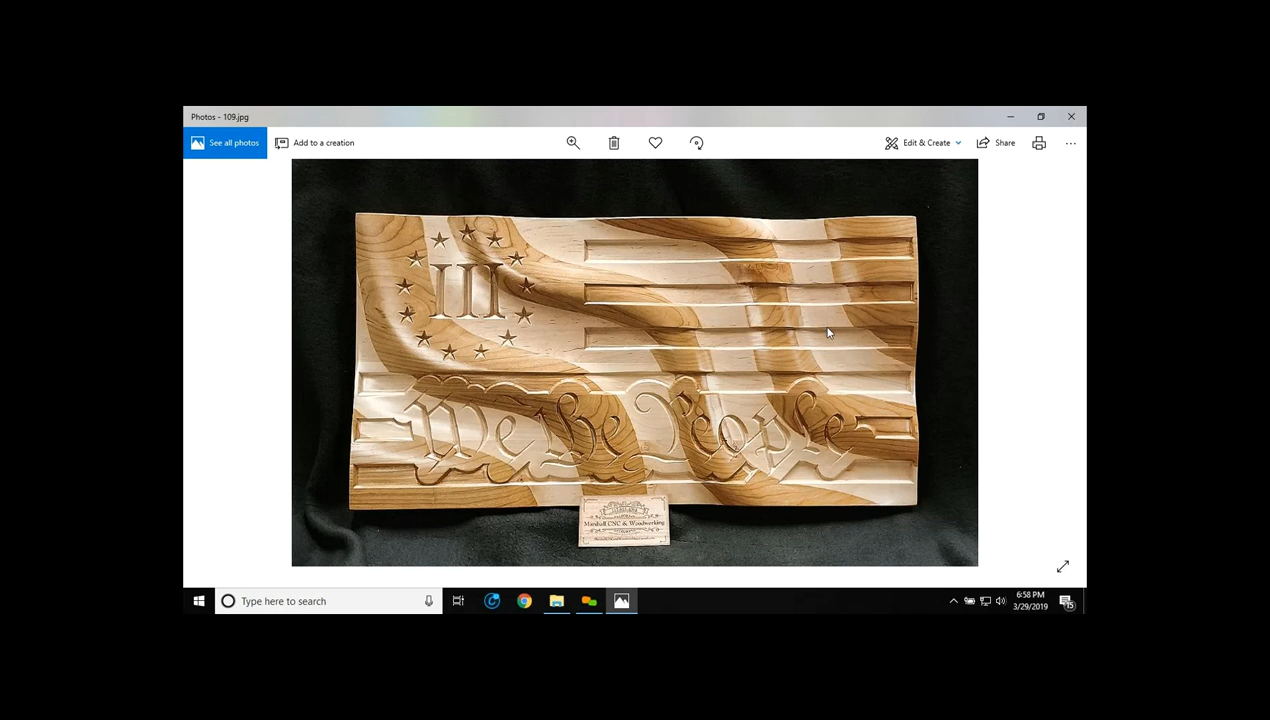 Photos - 109.jpg
See all photos
Add to a creation
Edit & Create
Share
III
We the People
Marshall CNC & Woodworking
Type here to search
6:58 PM
3/29/2019
15